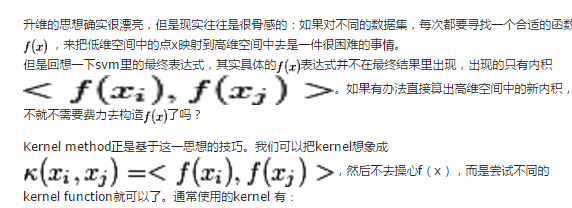 升维的思想确实很漂亮，但是现实往往是很骨感的：如果对不同的数据集，每次都要寻找一个合适的函数
f(x) ，来把低维空间中的点x映射到高维空间中去是一件很困难的事情。
但是回想一下svm里的最终表达式，其实具体的f(x)表达式并不在最终结果里出现，出现的只有内积
< f(x_i), f(x_j) >。如果有办法直接算出高维空间中的新内积，
不就不需要费力去构造f(x)了吗？
Kernel method正是基于这一思想的技巧。我们可以把kernel想象成
κ(x_i, x_j) =< f(x_i), f(x_j) >，然后不去操心f（x），而是尝试不同的
kernel function就可以了。通常使用的kernel 有：